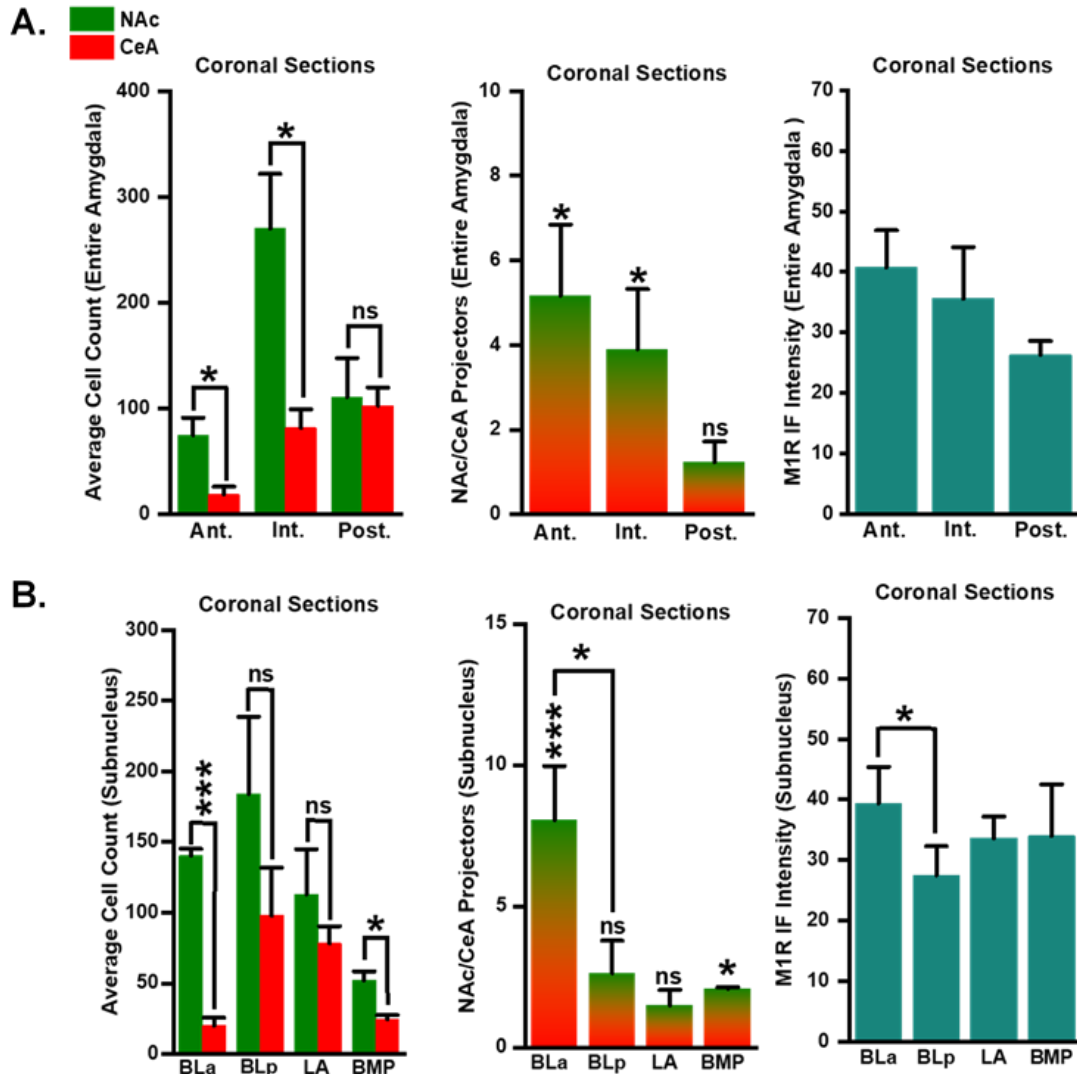 A.
NAc
CeA
Coronal Sections
Average Cell Count (Entire Amygdala)
400
300
200
100
0
*
*
ns
Ant. Int. Post.
Coronal Sections
NAc/CeA Projectors (Entire Amygdala)
10
8
6
4
2
0
*
*
ns
Ant. Int. Post.
Coronal Sections
M1R IF Intensity (Entire Amygdala )
70
60
50
40
30
20
10
0
Ant. Int. Post.
B.
Coronal Sections
Average Cell Count (Subnucleus)
300
250
200
150
100
50
0
***
ns
ns
*
BLa BLp LA BMP
Coronal Sections
NAc/CeA Projectors (Subnucleus)
15
10
5
0
*
***
ns
ns
*
BLa BLp LA BMP
Coronal Sections
M1R IF Intensity (Subnucleus)
70
60
50
40
30
20
10
0
*
BLa BLp LA BMP